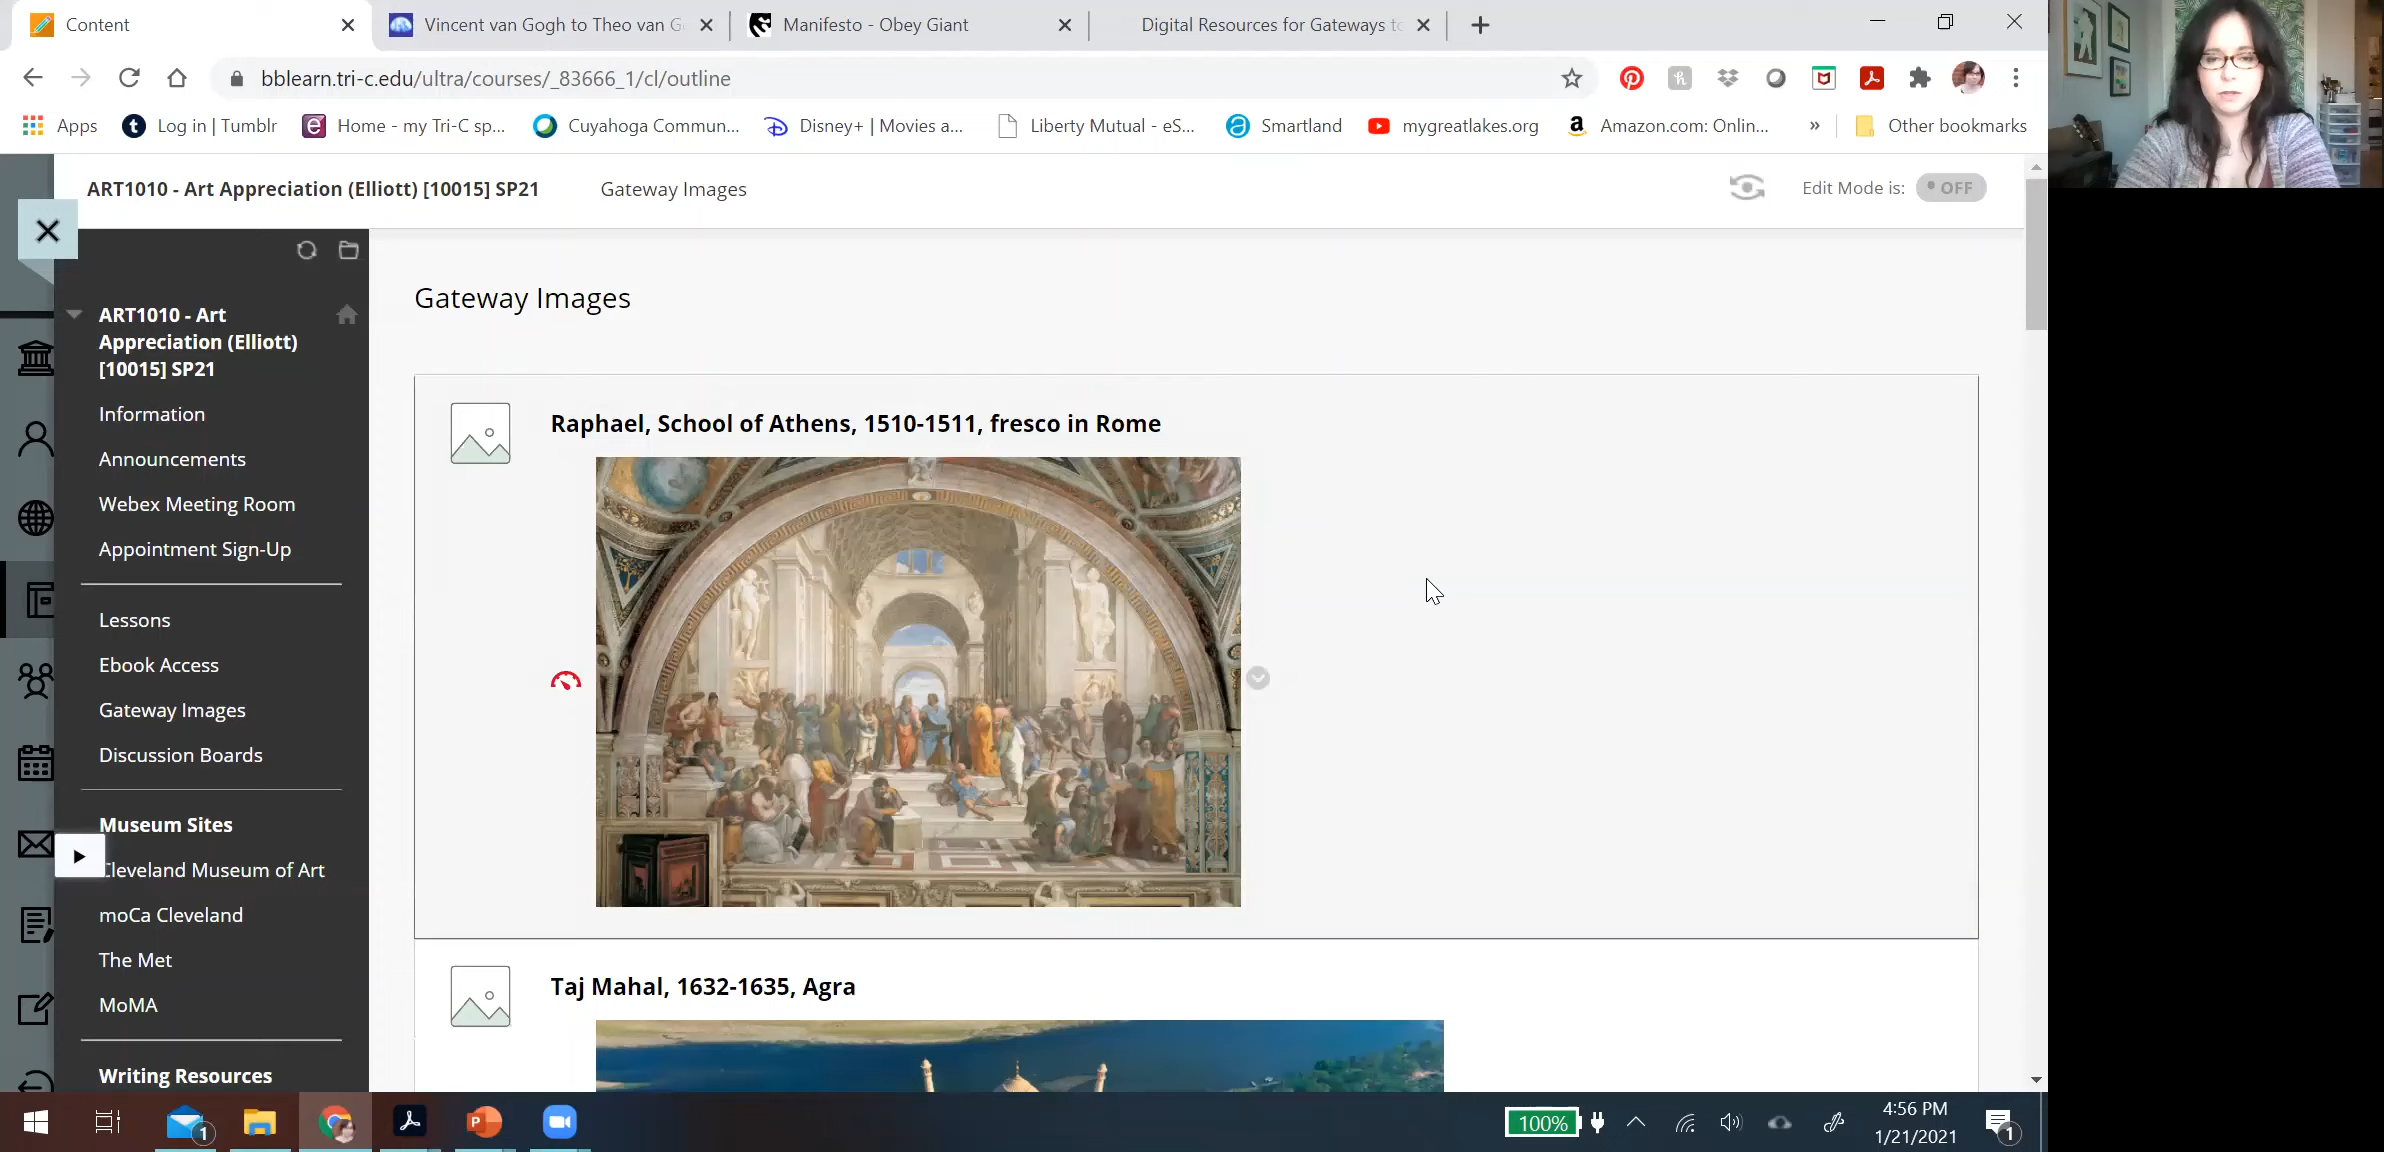 Content
Vincent van Gogh to Theo van G
Manifesto - Obey Giant
Digital Resources for Gateways to
bblearn.tri-c.edu/ultra/courses/_83666_1/cl/outline
Apps
Log in | Tumblr
Home - my Tri-C sp...
Cuyahoga Commun...
Disney+ | Movies a...
Liberty Mutual - eS...
Smartland
mygreatlakes.org
Amazon.com: Onlin...
»
Other bookmarks
ART1010 - Art Appreciation (Elliott) [10015] SP21
Gateway Images
Edit Mode is:
OFF
ART1010 - Art
Appreciation (Elliott)
[10015] SP21
Information
Announcements
Webex Meeting Room
Appointment Sign-Up
Lessons
Ebook Access
Gateway Images
Discussion Boards
Museum Sites
Cleveland Museum of Art
moCa Cleveland
The Met
MoMA
Writing Resources
Gateway Images
Raphael, School of Athens, 1510-1511, fresco in Rome
Taj Mahal, 1632-1635, Agra
1
100%
4:56 PM
1/21/2021
1